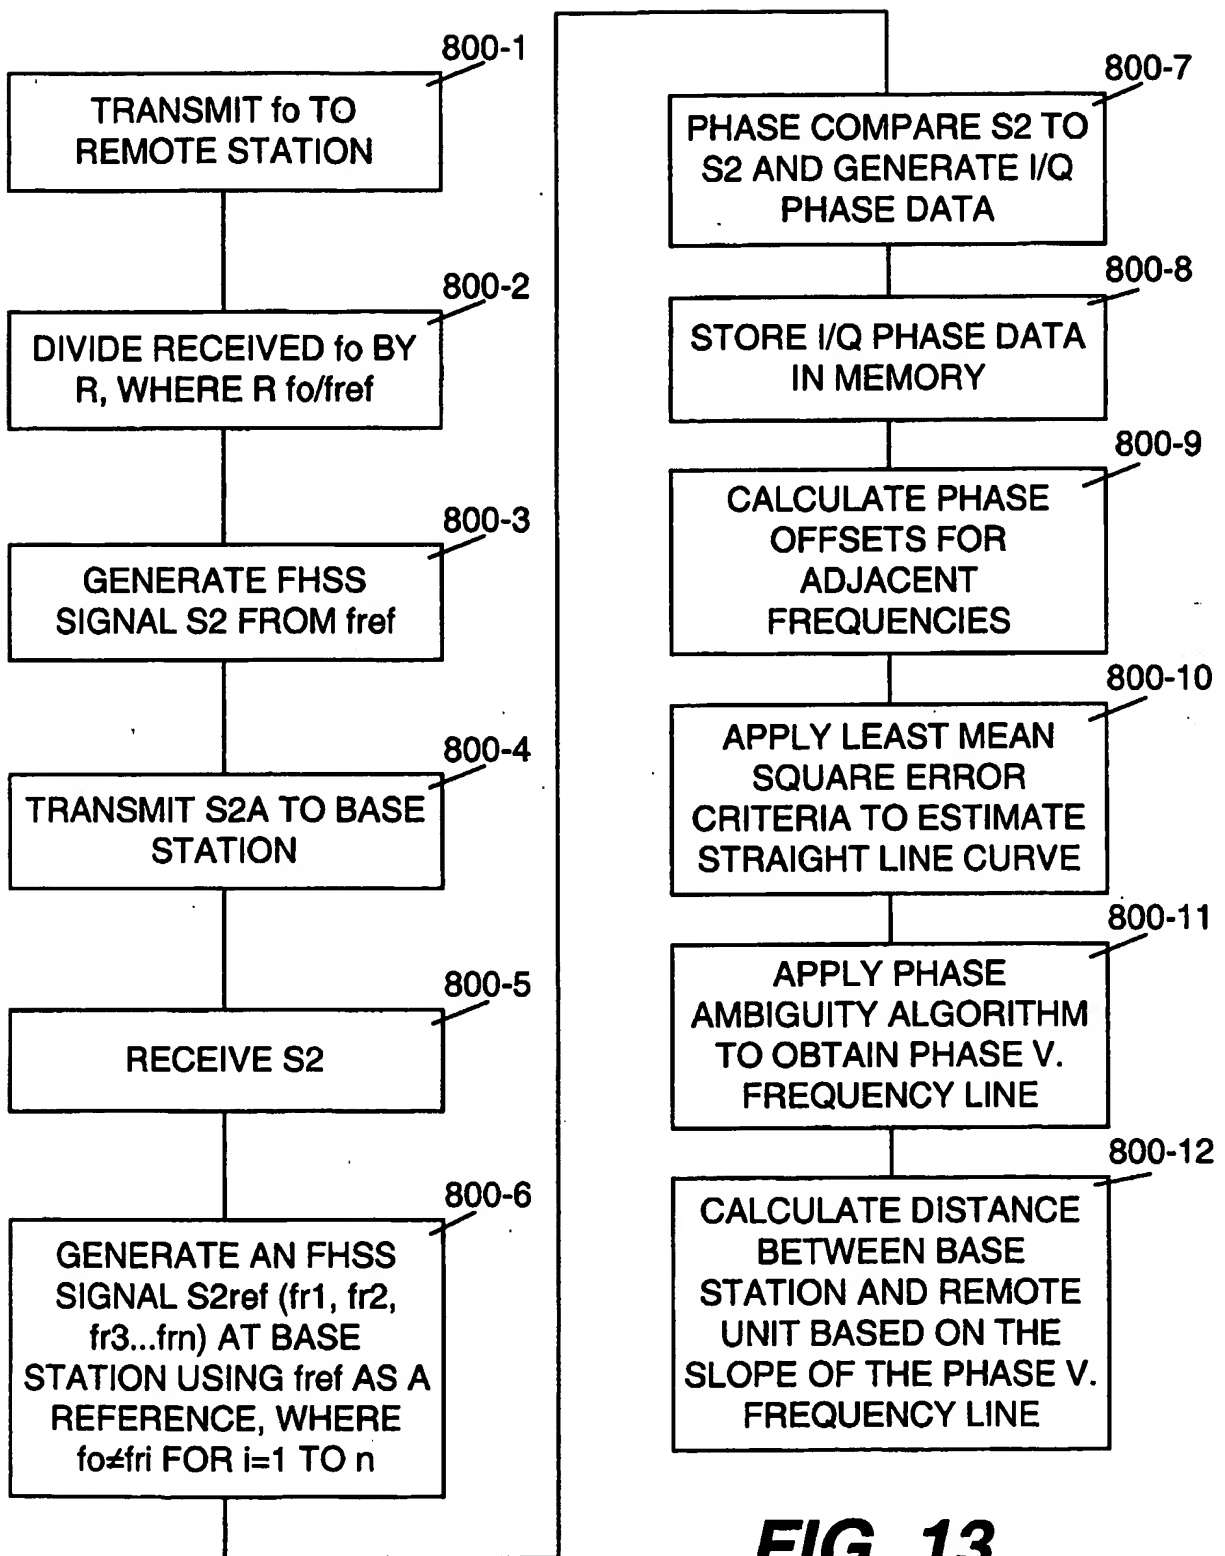 800-1
TRANSMIT fo TO
REMOTE STATION
800-2
DIVIDE RECEIVED fo BY
R, WHERE R fo/fref
800-3
GENERATE FHSS
SIGNAL S2 FROM fref
800-4
TRANSMIT S2A TO BASE
STATION
800-5
RECEIVE S2
800-6
GENERATE AN FHSS
SIGNAL S2ref (fr1, fr2,
fr3...frn) AT BASE
STATION USING fref AS A
REFERENCE, WHERE
fo≠fri FOR i=1 TO n
800-7
PHASE COMPARE S2 TO
S2 AND GENERATE I/Q
PHASE DATA
800-8
STORE I/Q PHASE DATA
IN MEMORY
800-9
CALCULATE PHASE
OFFSETS FOR
ADJACENT
FREQUENCIES
800-10
APPLY LEAST MEAN
SQUARE ERROR
CRITERIA TO ESTIMATE
STRAIGHT LINE CURVE
800-11
APPLY PHASE
AMBIGUITY ALGORITHM
TO OBTAIN PHASE V.
FREQUENCY LINE
800-12
CALCULATE DISTANCE
BETWEEN BASE
STATION AND REMOTE
UNIT BASED ON THE
SLOPE OF THE PHASE V.
FREQUENCY LINE
FIG. 13